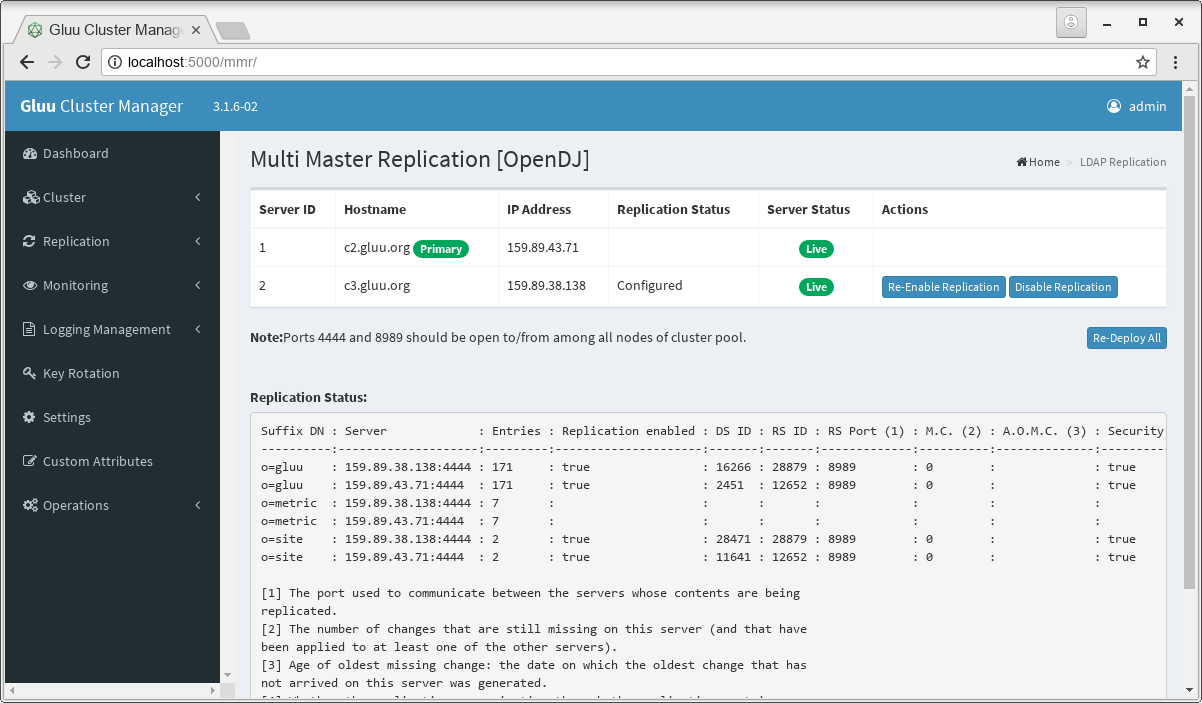 Gluu Cluster Manag
localhost:5000/mmr/
Gluu Cluster Manager 3.1.6-02 admin
Dashboard
Cluster
Replication
Monitoring
Logging Management
Key Rotation
Settings
Custom Attributes
Operations
Multi Master Replication [OpenDJ]
Home > LDAP Replication
Server ID Hostname IP Address Replication Status Server Status Actions
1 c2.gluu.org Primary 159.89.43.71 Live
2 c3.gluu.org 159.89.38.138 Configured Live Re-Enable Replication Disable Replication
Note:Ports 4444 and 8989 should be open to/from among all nodes of cluster pool. Re-Deploy All
Replication Status:
Suffix DN : Server : Entries : Replication enabled : DS ID : RS ID : RS Port (1) : M.C. (2) : A.O.M.C. (3) : Security
----------:--------------------:---------:---------------------:-------:-------:-------------:----------:--------------:---------
o=gluu : 159.89.38.138:4444 : 171 : true : 16266 : 28879 : 8989 : 0 : : true
o=gluu : 159.89.43.71:4444 : 171 : true : 2451 : 12652 : 8989 : 0 : : true
o=metric : 159.89.38.138:4444 : 7 : : : : : : :
o=metric : 159.89.43.71:4444 : 7 : : : : : : :
o=site : 159.89.38.138:4444 : 2 : true : 28471 : 28879 : 8989 : 0 : : true
o=site : 159.89.43.71:4444 : 2 : true : 11641 : 12652 : 8989 : 0 : : true
[1] The port used to communicate between the servers whose contents are being
replicated.
[2] The number of changes that are still missing on this server (and that have
been applied to at least one of the other servers).
[3] Age of oldest missing change: the date on which the oldest change that has
not arrived on this server was generated.